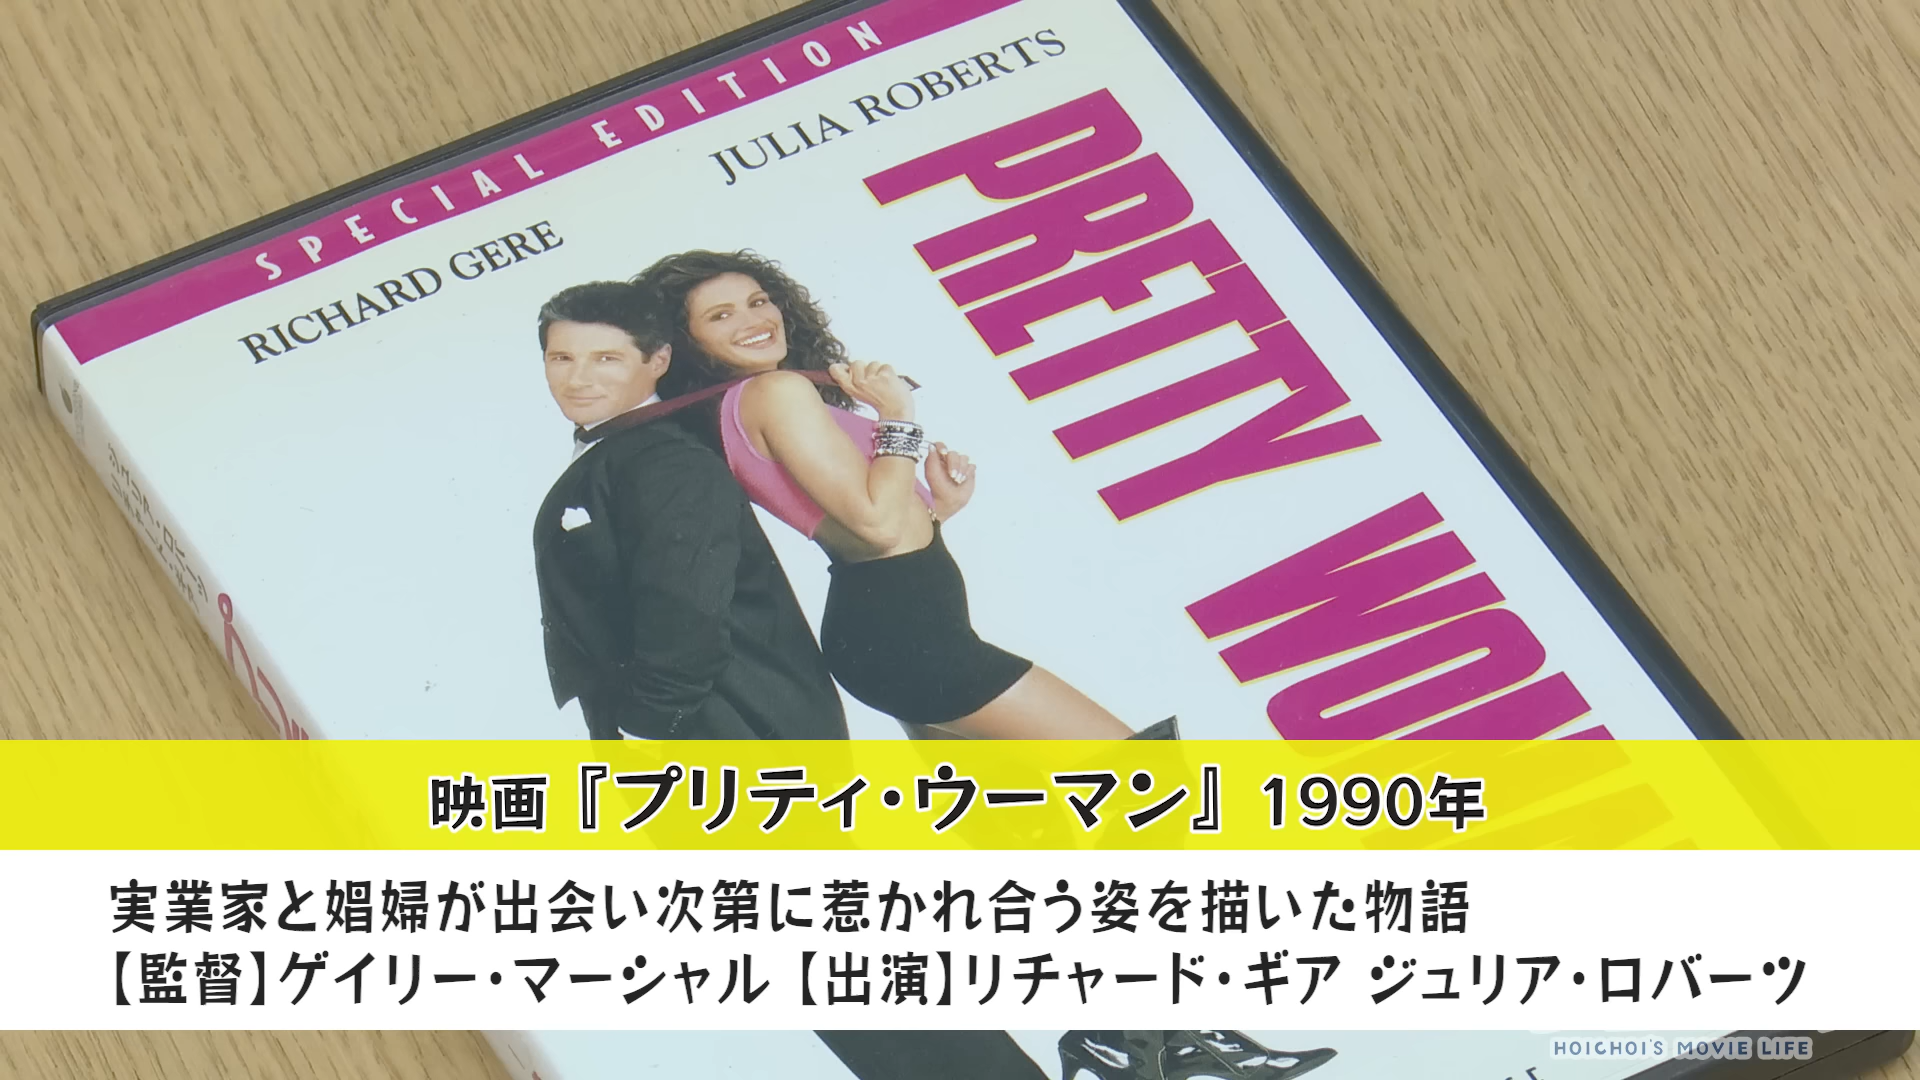 SPECIAL EDITION
RICHARD GERE
JULIA ROBERTS
PRETTY WOMAN
映画『プリティ・ウーマン』1990年
実業家と娼婦が出会い次第に惹かれ合う姿を描いた物語
【監督】ゲイリー・マーシャル 【出演】リチャード・ギア ジュリア・ロバーツ
HOICHOI'S MOVIE LIFE